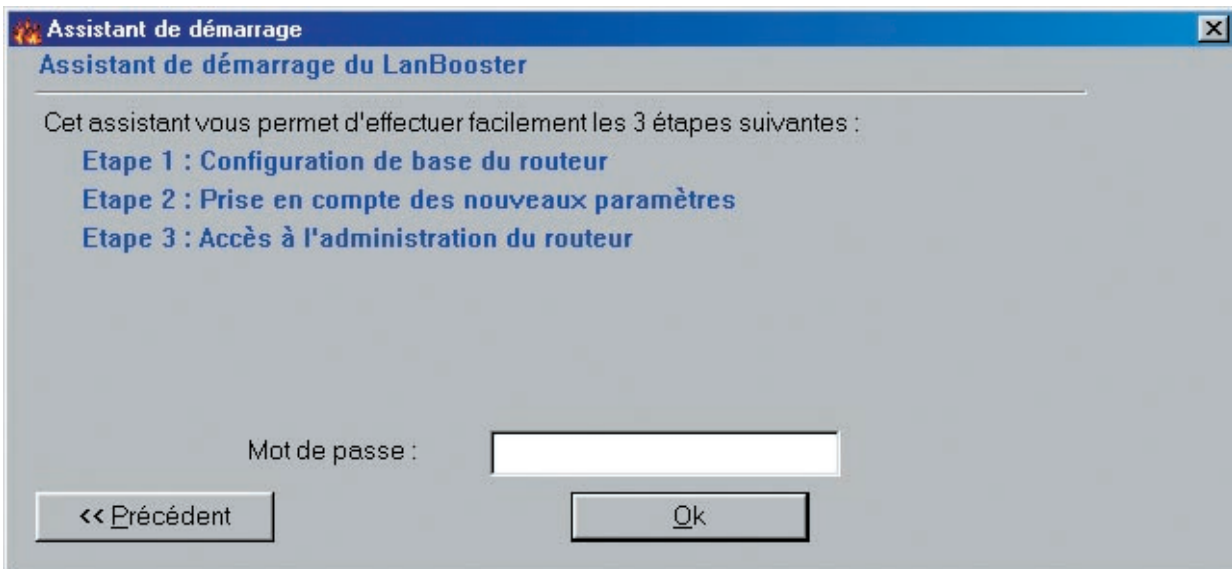 Assistant de démarrage
Assistant de démarrage du LanBooster
Cet assistant vous permet d'effectuer facilement les 3 étapes suivantes :
Etape 1 : Configuration de base du routeur
Etape 2 : Prise en compte des nouveaux paramètres
Etape 3 : Accès à l'administration du routeur
Mot de passe :
<< Précédent
Ok